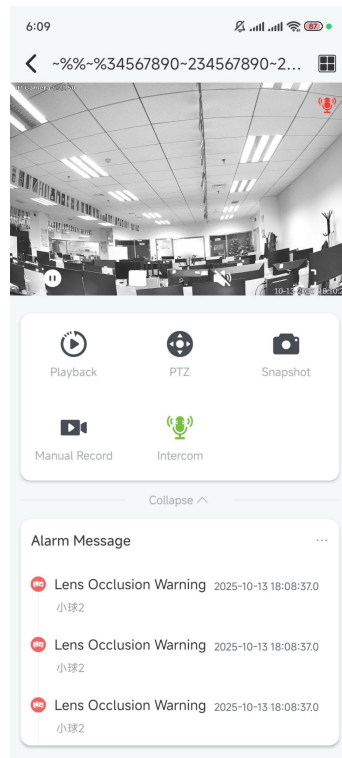 6:09
87
~%%~%34567890~234567890~2...
Playback
PTZ
Snapshot
Manual Record
Intercom
Collapse
Alarm Message
Lens Occlusion Warning 2025-10-13 18:08:37.0
小球2
Lens Occlusion Warning 2025-10-13 18:08:37.0
小球2
Lens Occlusion Warning 2025-10-13 18:08:37.0
小球2